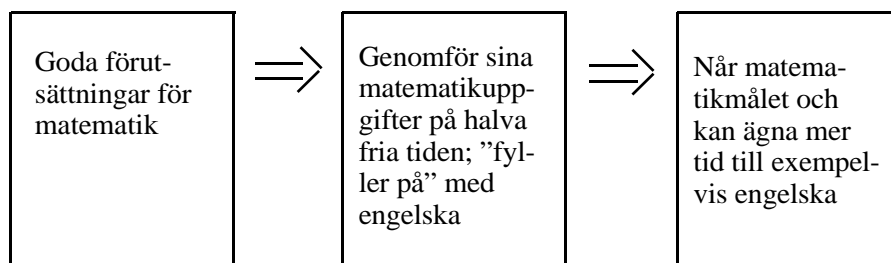 Goda förut-
sättningar för
matematik
Genomför sina
matematikupp-
gifter på halva
fria tiden; ”fyl-
ler på” med
engelska
Når matema-
tikmålet och
kan ägna mer
tid till exempel-
vis engelska